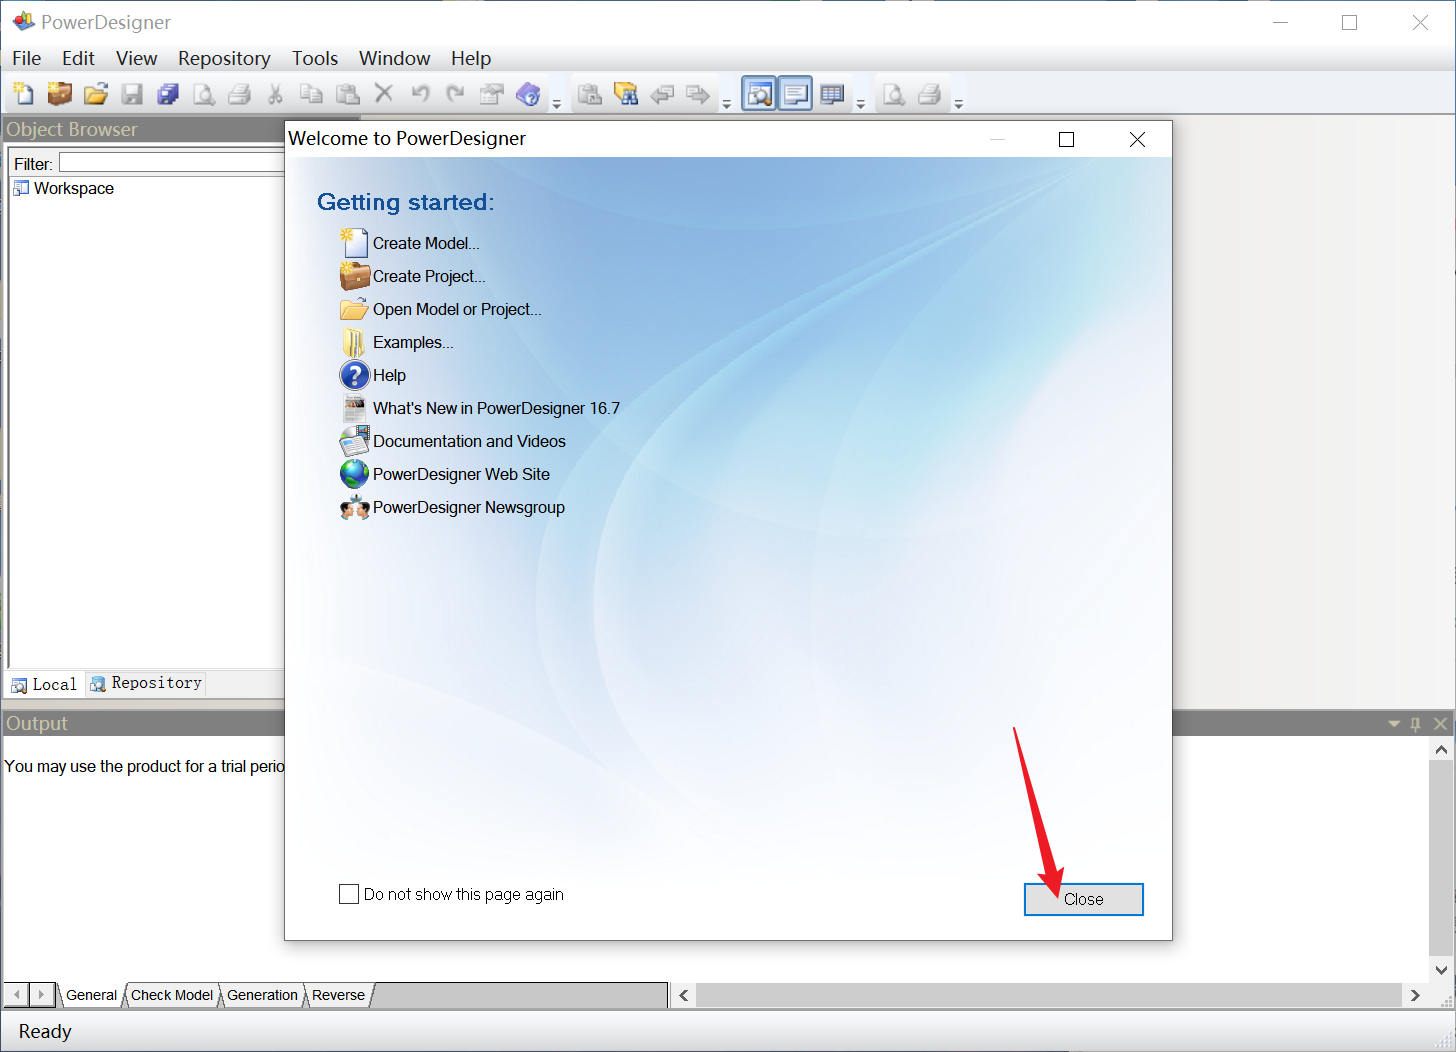 PowerDesigner
File Edit View Repository Tools Window Help
Object Browser
Filter:
Workspace
Local Repository
Welcome to PowerDesigner
Getting started:
Create Model...
Create Project...
Open Model or Project...
Examples...
Help
What's New in PowerDesigner 16.7
Documentation and Videos
PowerDesigner Web Site
PowerDesigner Newsgroup
Do not show this page again
Close
Output
You may use the product for a trial perio
General Check Model Generation Reverse
Ready